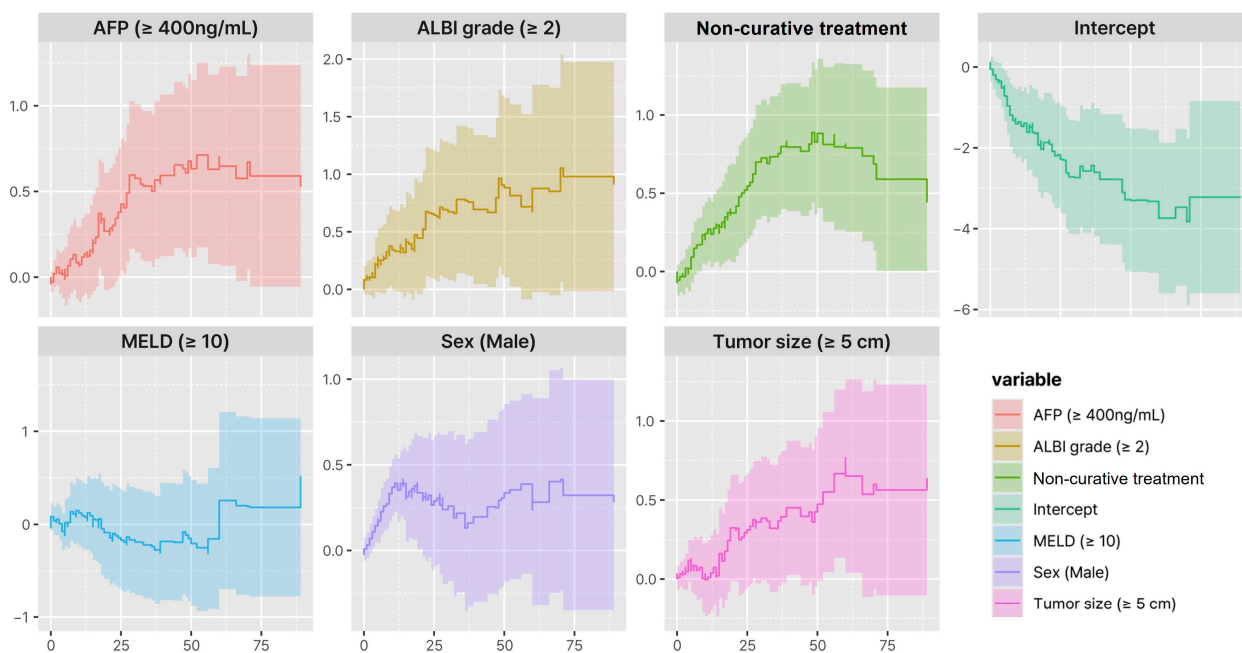 AFP (≥ 400ng/mL)
ALBI grade (≥ 2)
Non-curative treatment
Intercept
1.0
0.5
0.0
2.0
1.5
1.0
0.5
0.0
1.0
0.5
0.0
0
−2
−4
−6
MELD (≥ 10)
Sex (Male)
Tumor size (≥ 5 cm)
1
0
−1
1.0
0.5
0.0
1.0
0.5
0.0
0 25 50 75
0 25 50 75
0 25 50 75
variable
AFP (≥ 400ng/mL)
ALBI grade (≥ 2)
Non-curative treatment
Intercept
MELD (≥ 10)
Sex (Male)
Tumor size (≥ 5 cm)